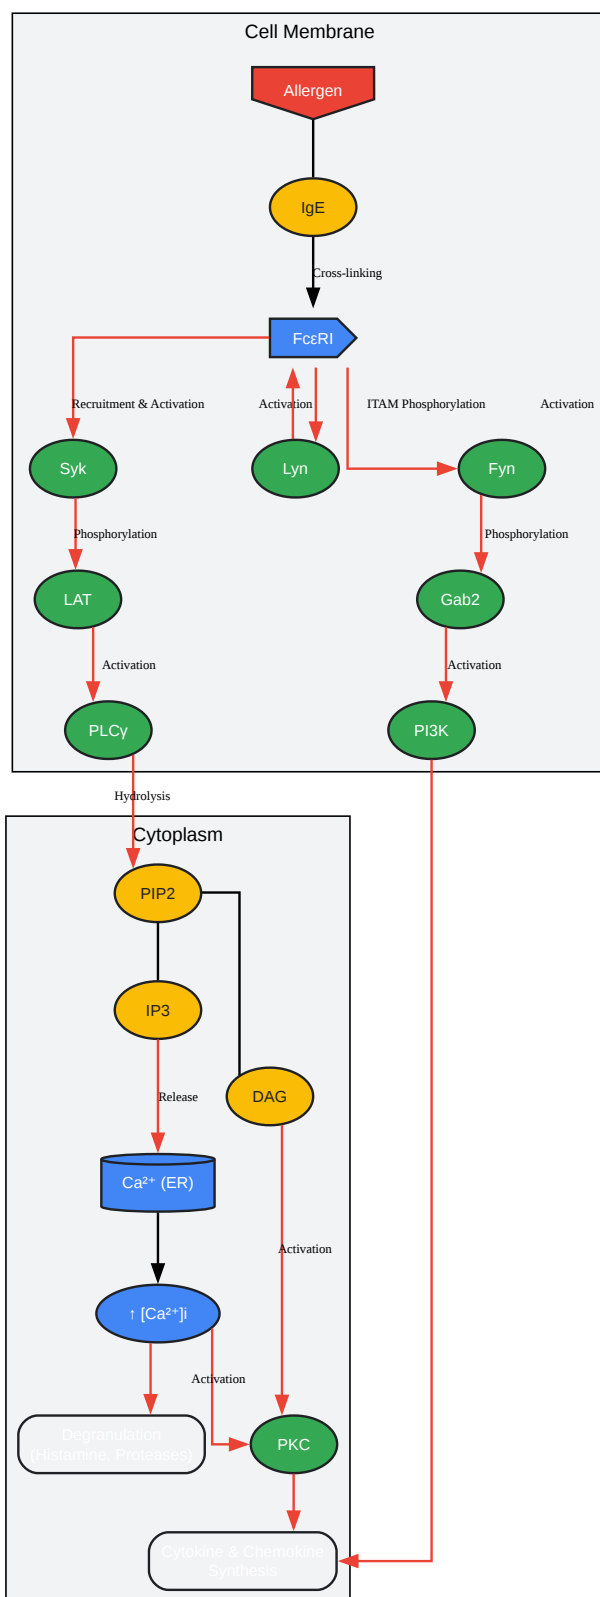 Cell Membrane
Allergen
IgE
Cross-linking
FcεRI
Recruitment & Activation
Activation
ITAM Phosphorylation
Activation
Syk
Lyn
Fyn
Phosphorylation
Phosphorylation
LAT
Gab2
Activation
Activation
PLCγ
PI3K
Hydrolysis
Cytoplasm
PIP2
IP3
DAG
Release
Ca²⁺ (ER)
Activation
↑ [Ca²⁺]i
Activation
Degranulation
(Histamine, Proteases)
PKC
Cytokine & Chemokine
Synthesis